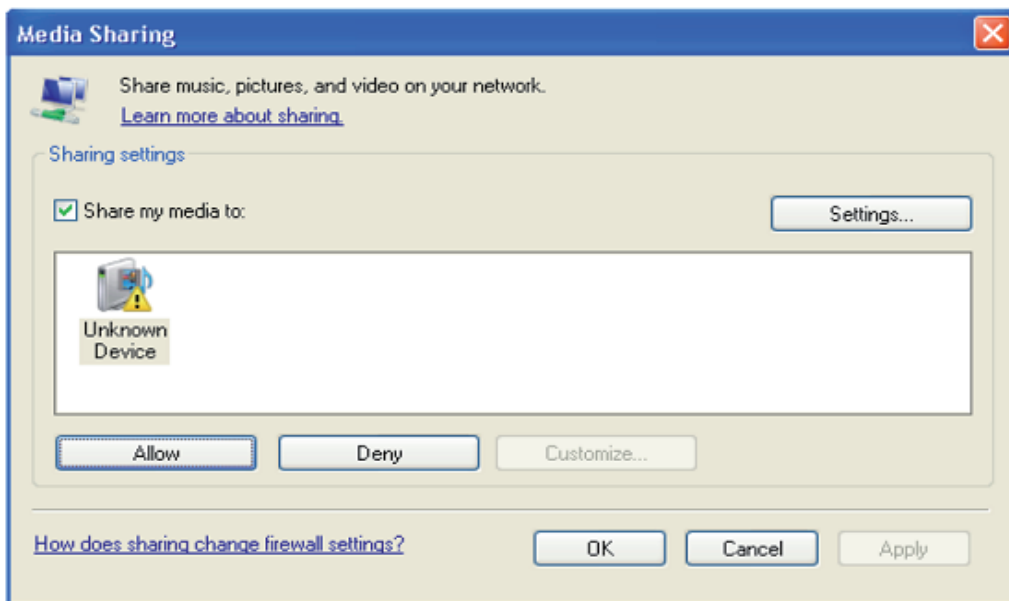 Media Sharing
Share music, pictures, and video on your network.
Learn more about sharing.
Sharing settings
Share my media to:
Settings...
Unknown
Device
Allow
Deny
Customize...
How does sharing change firewall settings?
OK
Cancel
Apply